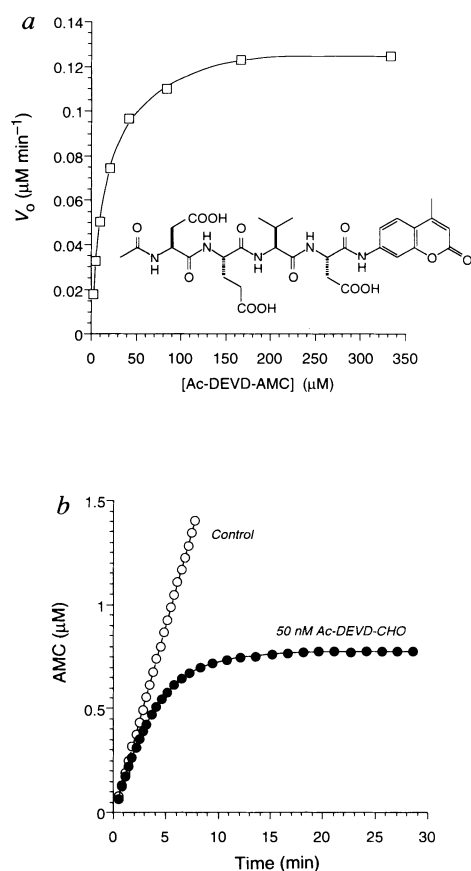 a
0.14
0.12
0.1
0.08
0.06
0.04
0.02
0
Vo (µM min−1)
O
COOH
O
H
N
O
H
N
N
H
O
N
H
O
COOH
COOH
O
N
H
O
O
0 50 100 150 200 250 300 350
[Ac-DEVD-AMC] (µM)
b
1.5
1
0.5
0
AMC (µM)
Control
50 nM Ac-DEVD-CHO
0 5 10 15 20 25 30
Time (min)